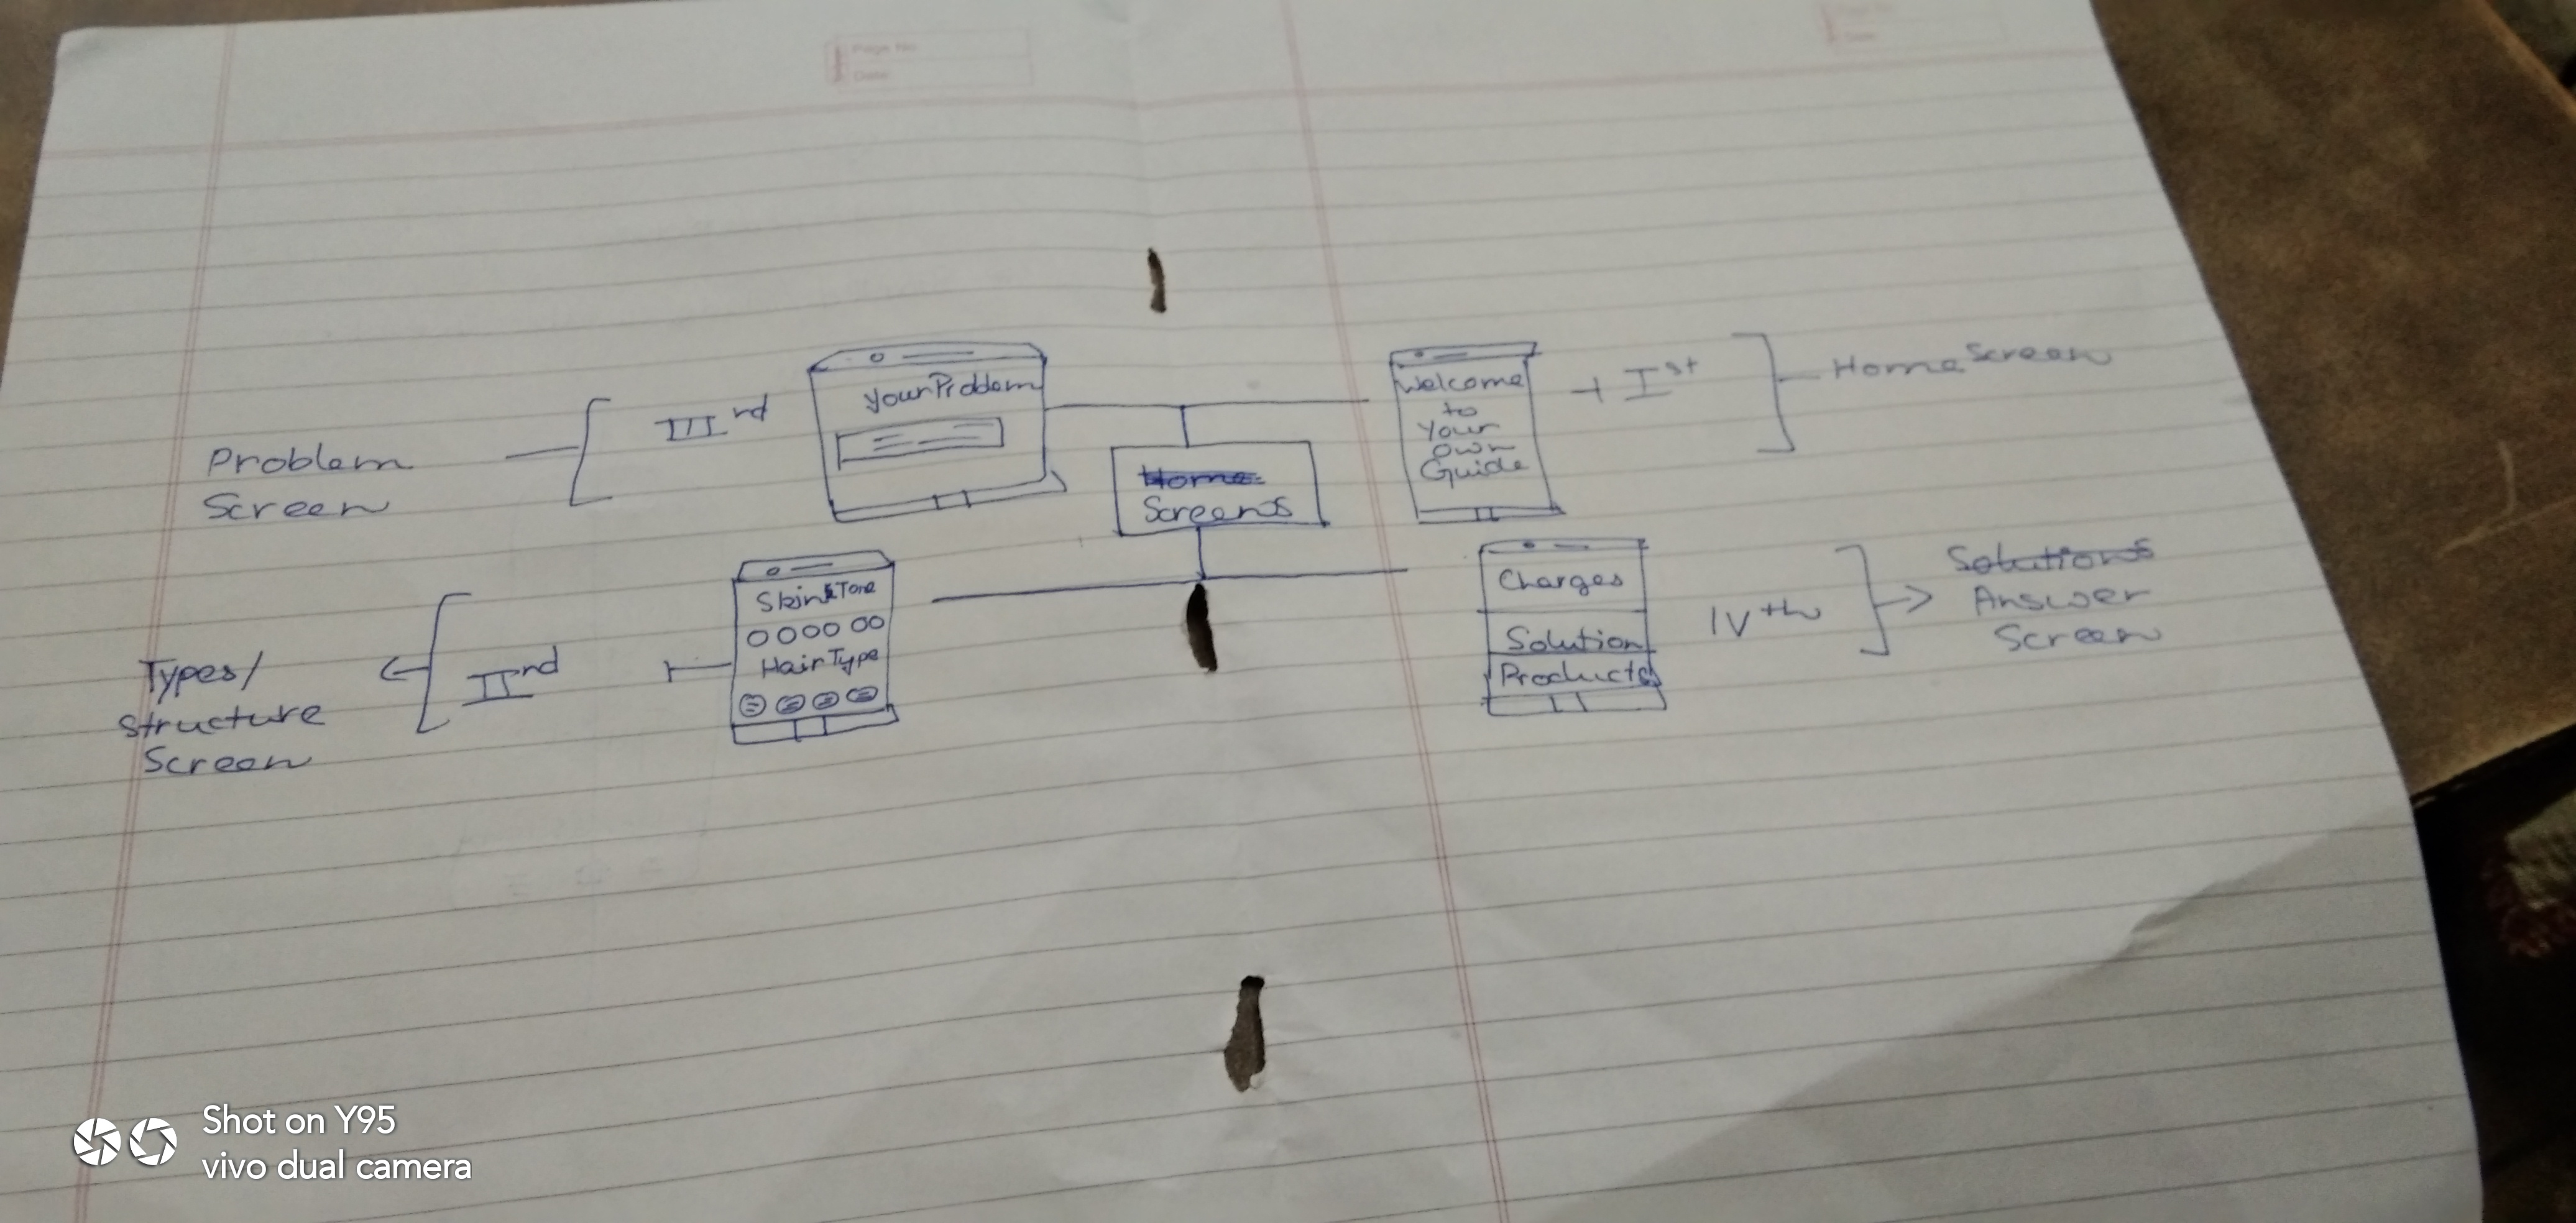 Page No.
Date
Your Problem
III rd
Problem
Screen
Welcome
to
Your
own
Guide
I st
Home Screen
Home
Screens
Skin Tone
Hair Type
II nd
Types/
Structure
Screen
Charges
Solution
Products
IV th
Solutions
Answer
Screen
Shot on Y95
vivo dual camera